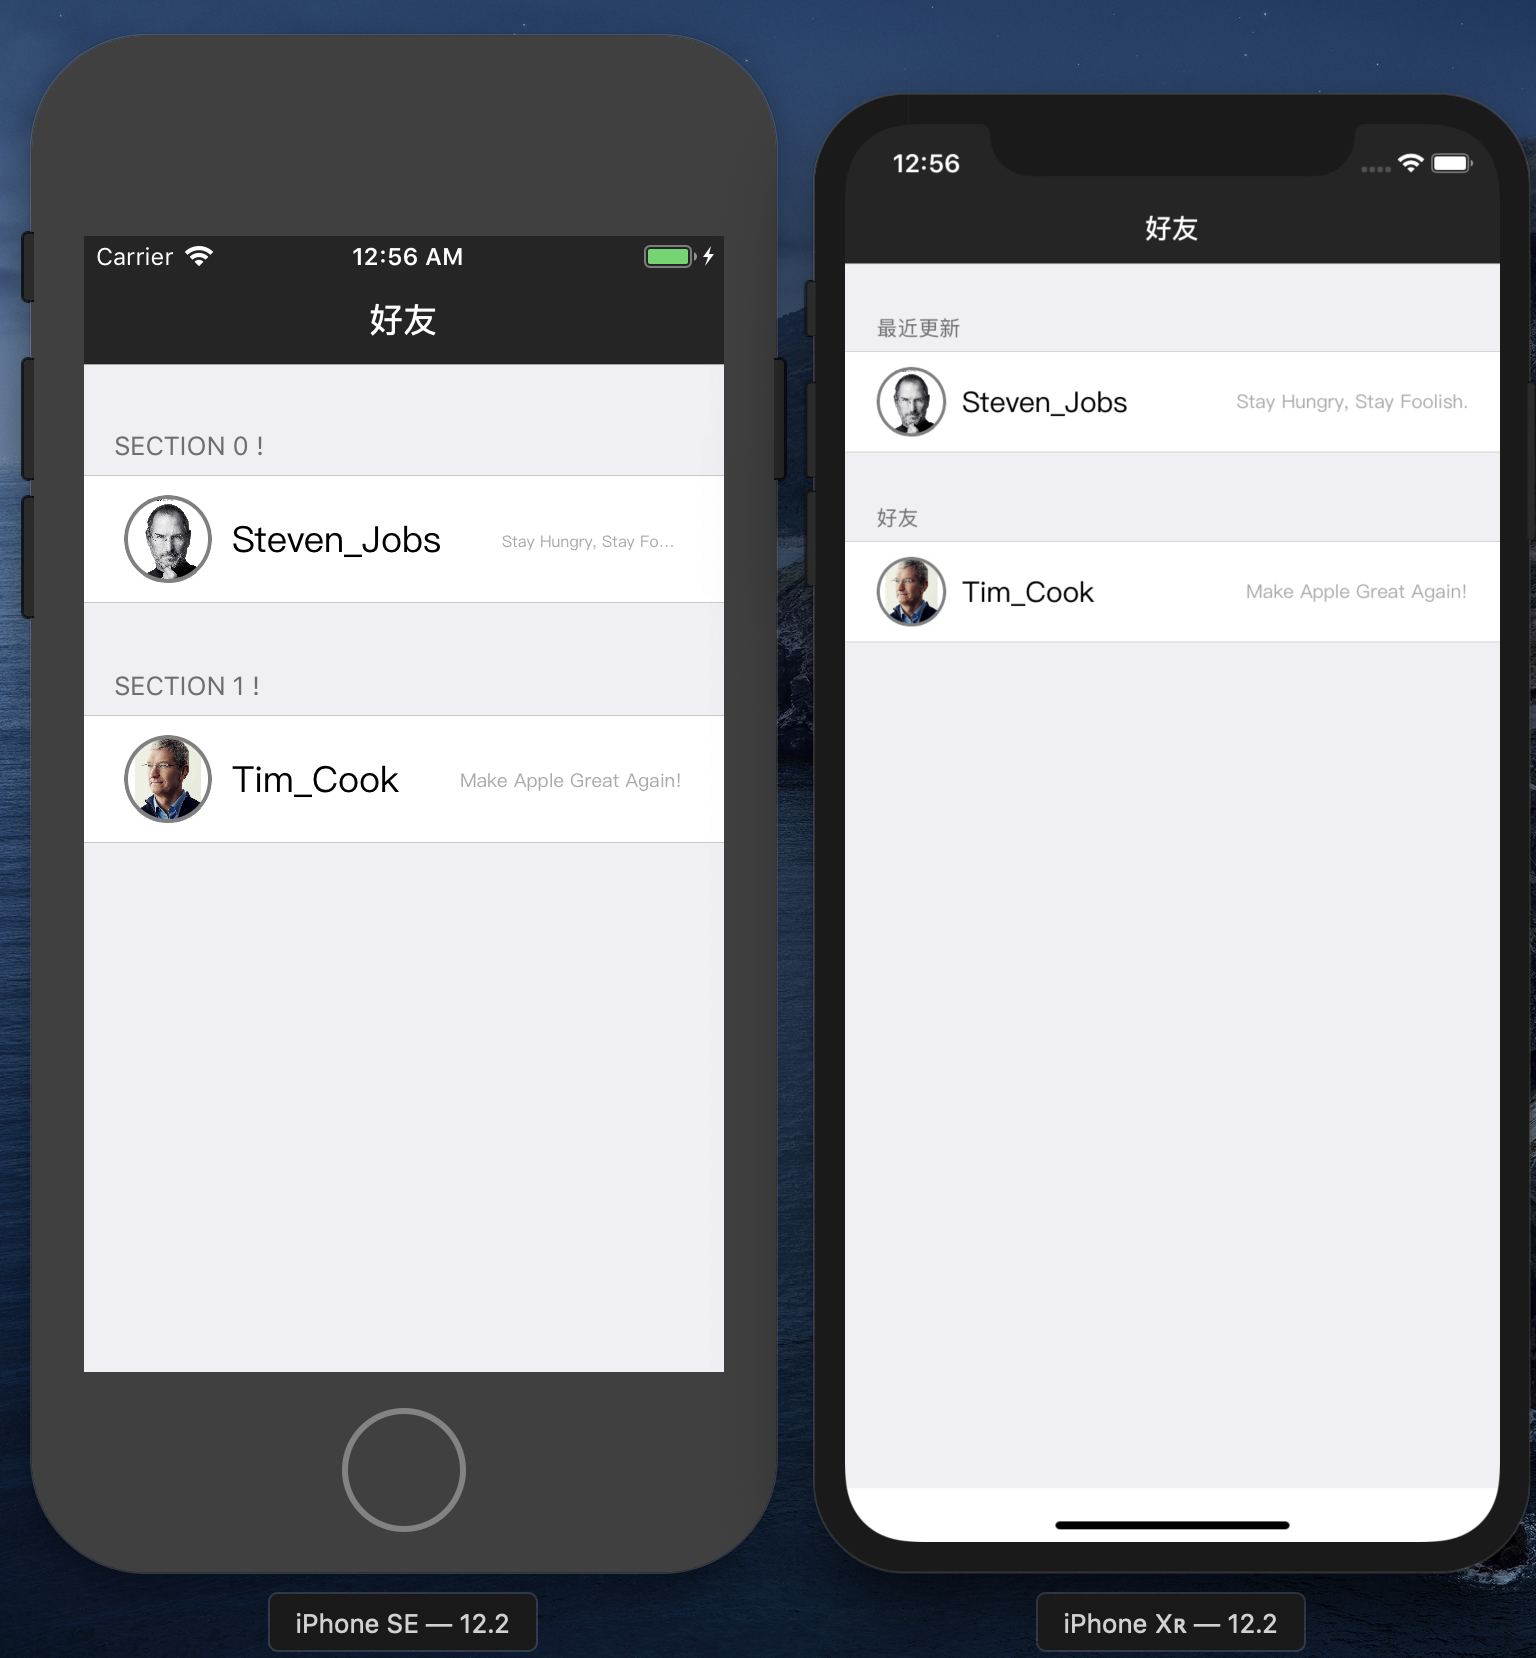 Carrier 12:56 AM
好友
SECTION 0 !
Steven_Jobs Stay Hungry, Stay Fo...
SECTION 1 !
Tim_Cook Make Apple Great Again!
iPhone SE — 12.2
12:56
好友
最近更新
Steven_Jobs Stay Hungry, Stay Foolish.
好友
Tim_Cook Make Apple Great Again!
iPhone Xʀ — 12.2